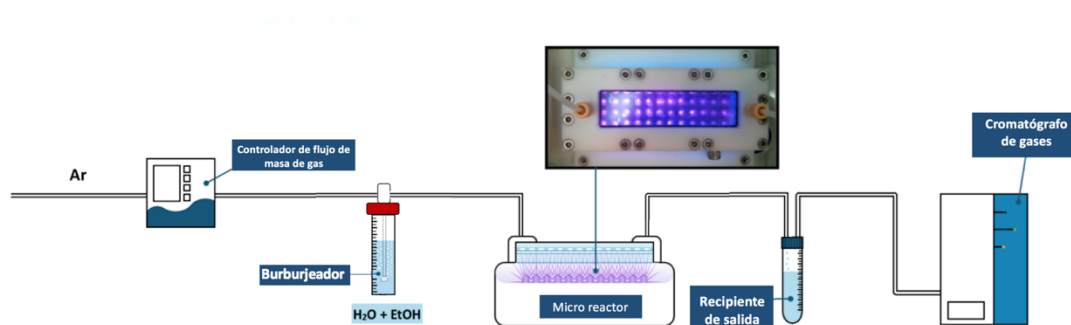 Ar
Controlador de flujo de
masa de gas
Burburjeador
H₂O + EtOH
Micro reactor
Recipiente
de salida
Cromatógrafo
de gases